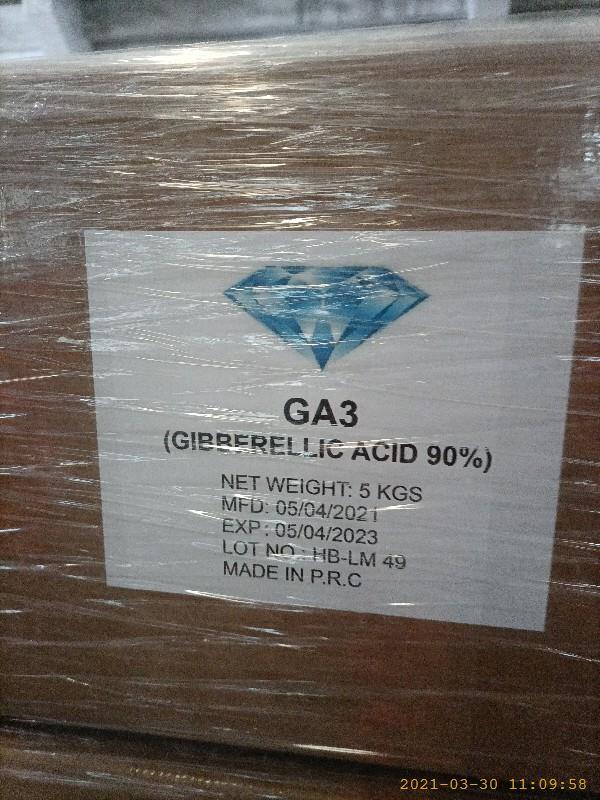 GA3
(GIBBERELLIC ACID 90%)
NET WEIGHT: 5 KGS
MFD: 05/04/2021
EXP: 05/04/2023
LOT NO.: HB-LM 49
MADE IN P.R.C
2021-03-30 11:09:58